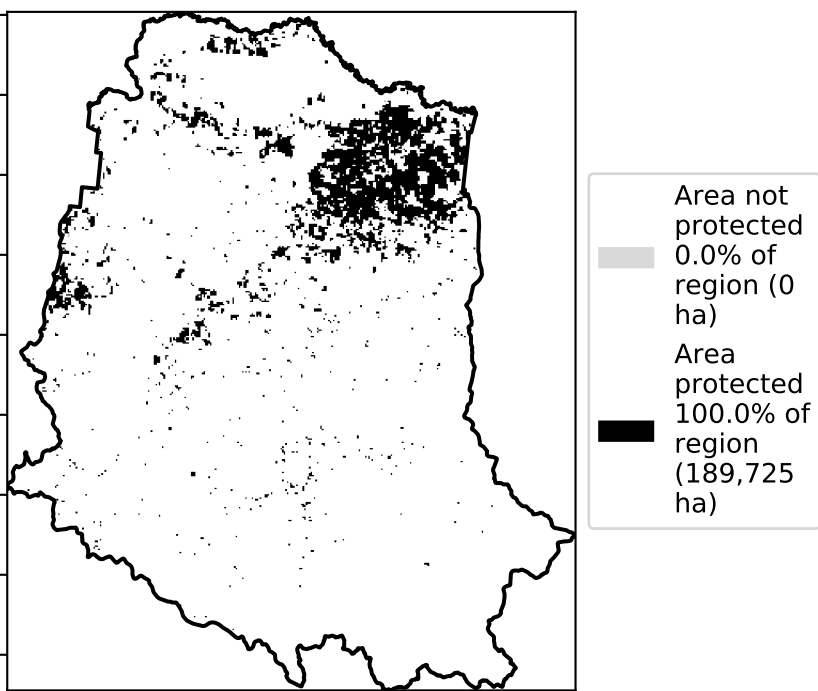 Area not
protected
0.0% of
region (0
ha)
Area
protected
100.0% of
region
(189,725
ha)